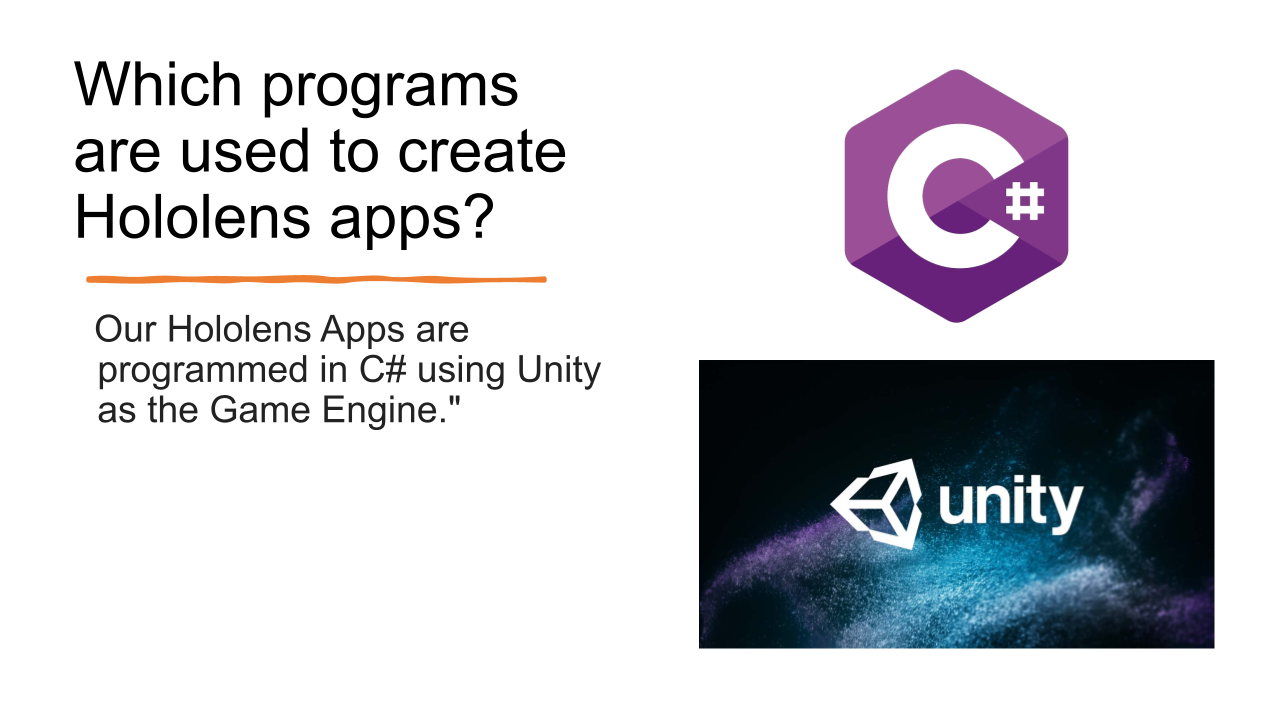 Which programs
are used to create
Hololens apps?
Our Hololens Apps are
programmed in C# using Unity
as the Game Engine."
C#
unity